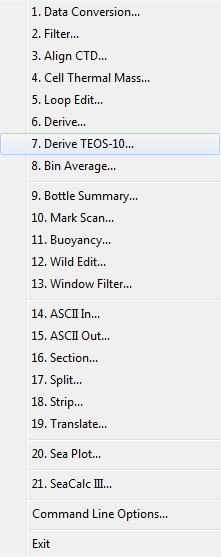 1. Data Conversion...
2. Filter...
3. Align CTD...
4. Cell Thermal Mass...
5. Loop Edit...
6. Derive...
7. Derive TEOS-10...
8. Bin Average...
9. Bottle Summary...
10. Mark Scan...
11. Buoyancy...
12. Wild Edit...
13. Window Filter...
14. ASCII In...
15. ASCII Out...
16. Section...
17. Split...
18. Strip...
19. Translate...
20. Sea Plot...
21. SeaCalc III...
Command Line Options...
Exit